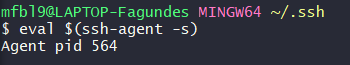 mfbl9@LAPTOP-Fagundes MINGW64 ~/.ssh
$ eval $(ssh-agent -s)
Agent pid 564